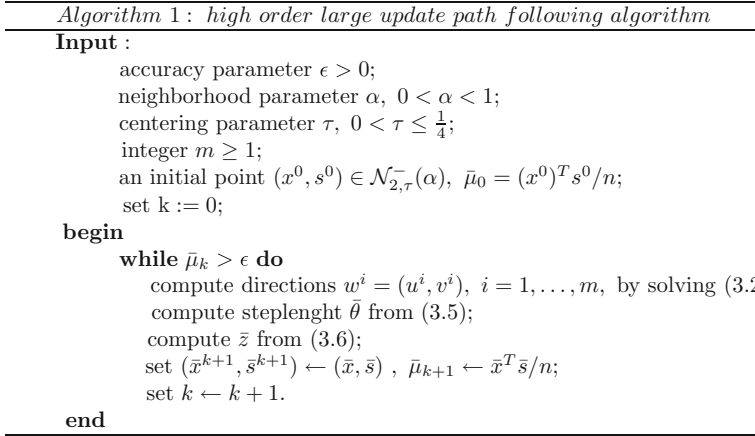 Algorithm 1 : high order large update path following algorithm
Input :
accuracy parameter ϵ > 0;
neighborhood parameter α, 0 < α < 1;
centering parameter τ, 0 < τ ≤ 1/4;
integer m ≥ 1;
an initial point (x⁰, s⁰) ∈ 𝒩⁻₂,τ(α), μ̄₀ = (x⁰)ᵀs⁰/n;
set k := 0;
begin
while μ̄ₖ > ϵ do
compute directions wⁱ = (uⁱ, vⁱ), i = 1, . . . , m, by solving (3.2
compute steplenght θ̄ from (3.5);
compute z̄ from (3.6);
set (x̄ᵏ⁺¹, s̄ᵏ⁺¹) ← (x̄, s̄) , μ̄ₖ₊₁ ← x̄ᵀs̄/n;
set k ← k + 1.
end